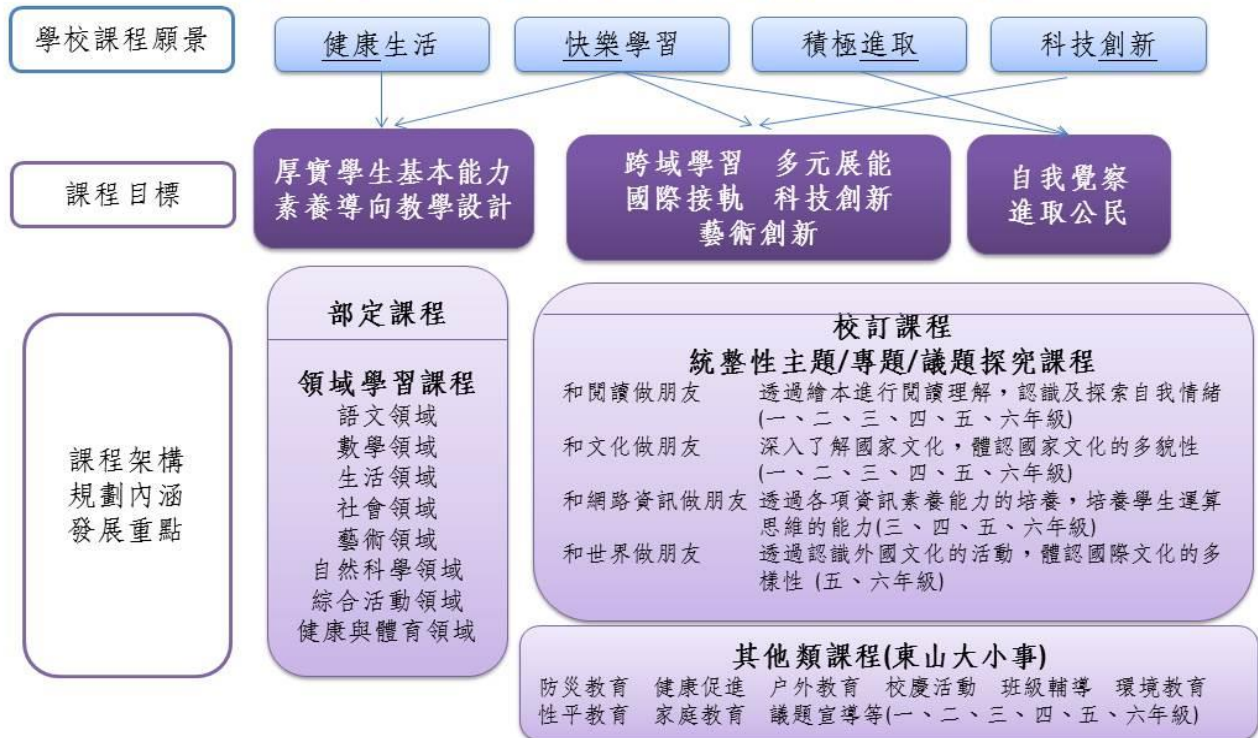 學校課程願景
健康生活
快樂學習
積極進取
科技創新
課程目標
厚實學生基本能力
素養導向教學設計
跨域學習 多元展能
國際接軌 科技創新
藝術創新
自我覺察
進取公民
課程架構
規劃內涵
發展重點
部定課程
領域學習課程
語文領域
數學領域
生活領域
社會領域
藝術領域
自然科學領域
綜合活動領域
健康與體育領域
校訂課程
統整性主題/專題/議題探究課程
和閱讀做朋友 透過繪本進行閱讀理解，認識及探索自我情緒
(一、二、三、四、五、六年級)
和文化做朋友 深入了解國家文化，體認國家文化的多貌性
(一、二、三、四、五、六年級)
和網路資訊做朋友 透過各項資訊素養能力的培養，培養學生運算
思維的能力(三、四、五、六年級)
和世界做朋友 透過認識外國文化的活動，體認國際文化的多
樣性 (五、六年級)
其他類課程(東山大小事)
防災教育 健康促進 戶外教育 校慶活動 班級輔導 環境教育
性平教育 家庭教育 議題宣導等(一、二、三、四、五、六年級)